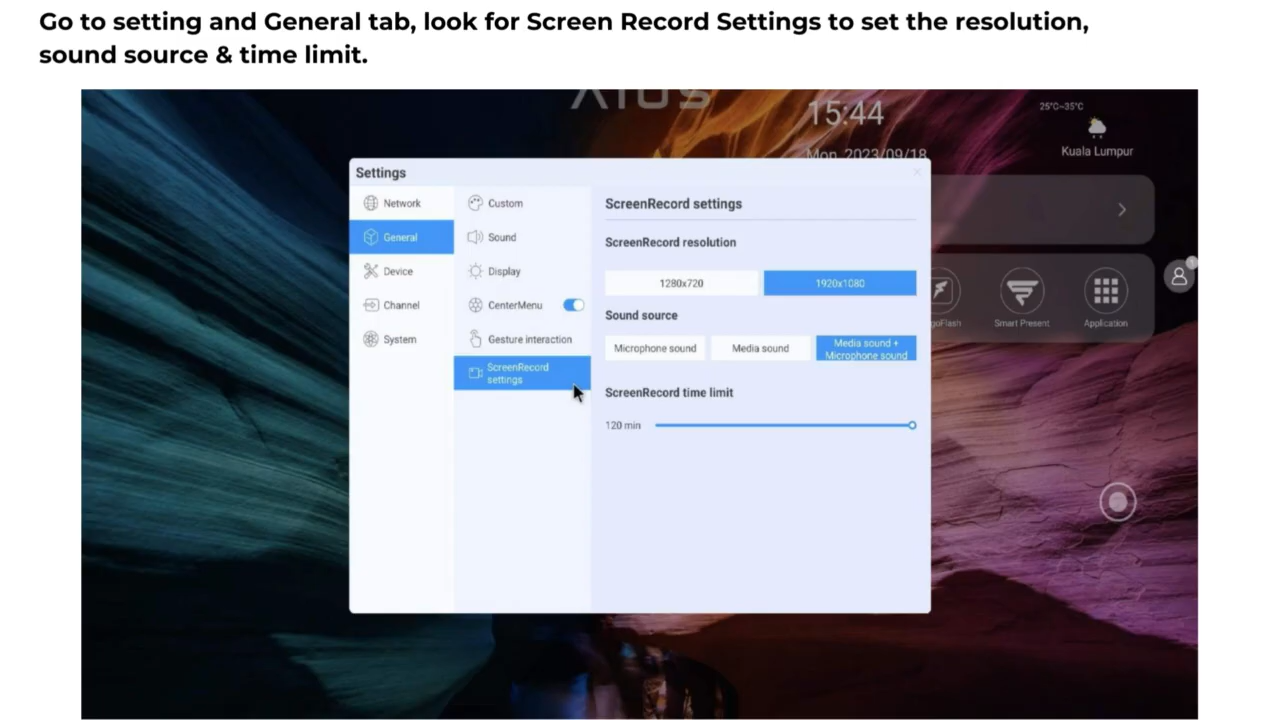 Go to setting and General tab, look for Screen Record Settings to set the resolution,
sound source & time limit.
15:44
Mon 2023/09/18
25°C~35°C
Kuala Lumpur
Settings
Network
General
Device
Channel
System
Custom
Sound
Display
CenterMenu
Gesture interaction
ScreenRecord
settings
ScreenRecord settings
ScreenRecord resolution
1280x720
1920x1080
Sound source
Microphone sound
Media sound
Media sound +
Microphone sound
ScreenRecord time limit
120 min
Smart Present
Application
1